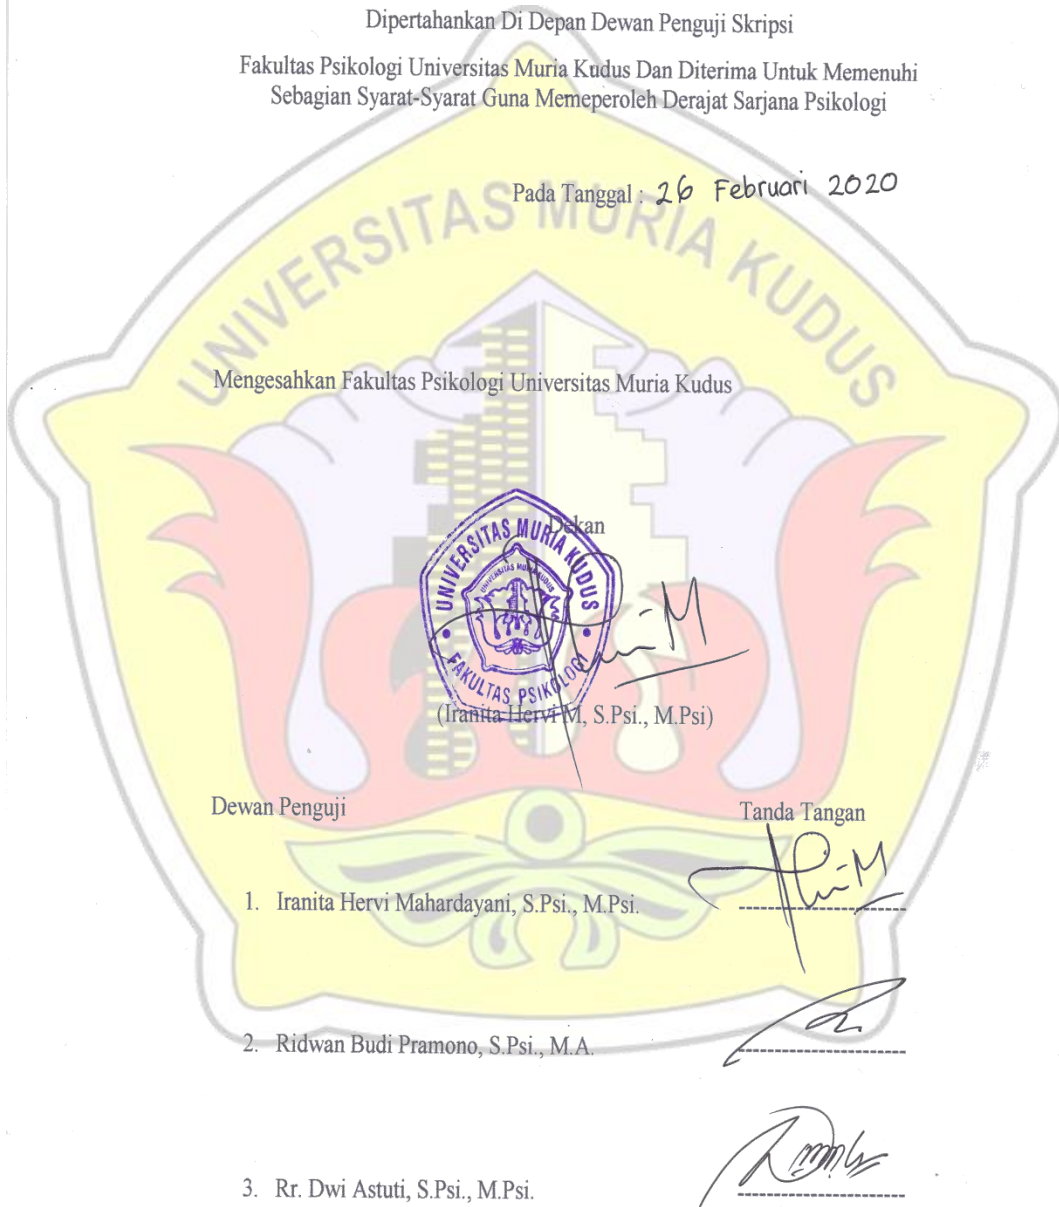 Dipertahankan Di Depan Dewan Penguji Skripsi
Fakultas Psikologi Universitas Muria Kudus Dan Diterima Untuk Memenuhi
Sebagian Syarat-Syarat Guna Memeperoleh Derajat Sarjana Psikologi
Pada Tanggal : 26 Februari 2020
UNIVERSITAS MURIA KUDUS
Mengesahkan Fakultas Psikologi Universitas Muria Kudus
Dekan
UNIVERSITAS MURIA KUDUS
UNIVERSITAS MURIA KUDUS
FAKULTAS PSIKOLOGI
(Iranita Hervi M, S.Psi., M.Psi)
Dewan Penguji Tanda Tangan
1. Iranita Hervi Mahardayani, S.Psi., M.Psi.
2. Ridwan Budi Pramono, S.Psi., M.A.
3. Rr. Dwi Astuti, S.Psi., M.Psi.